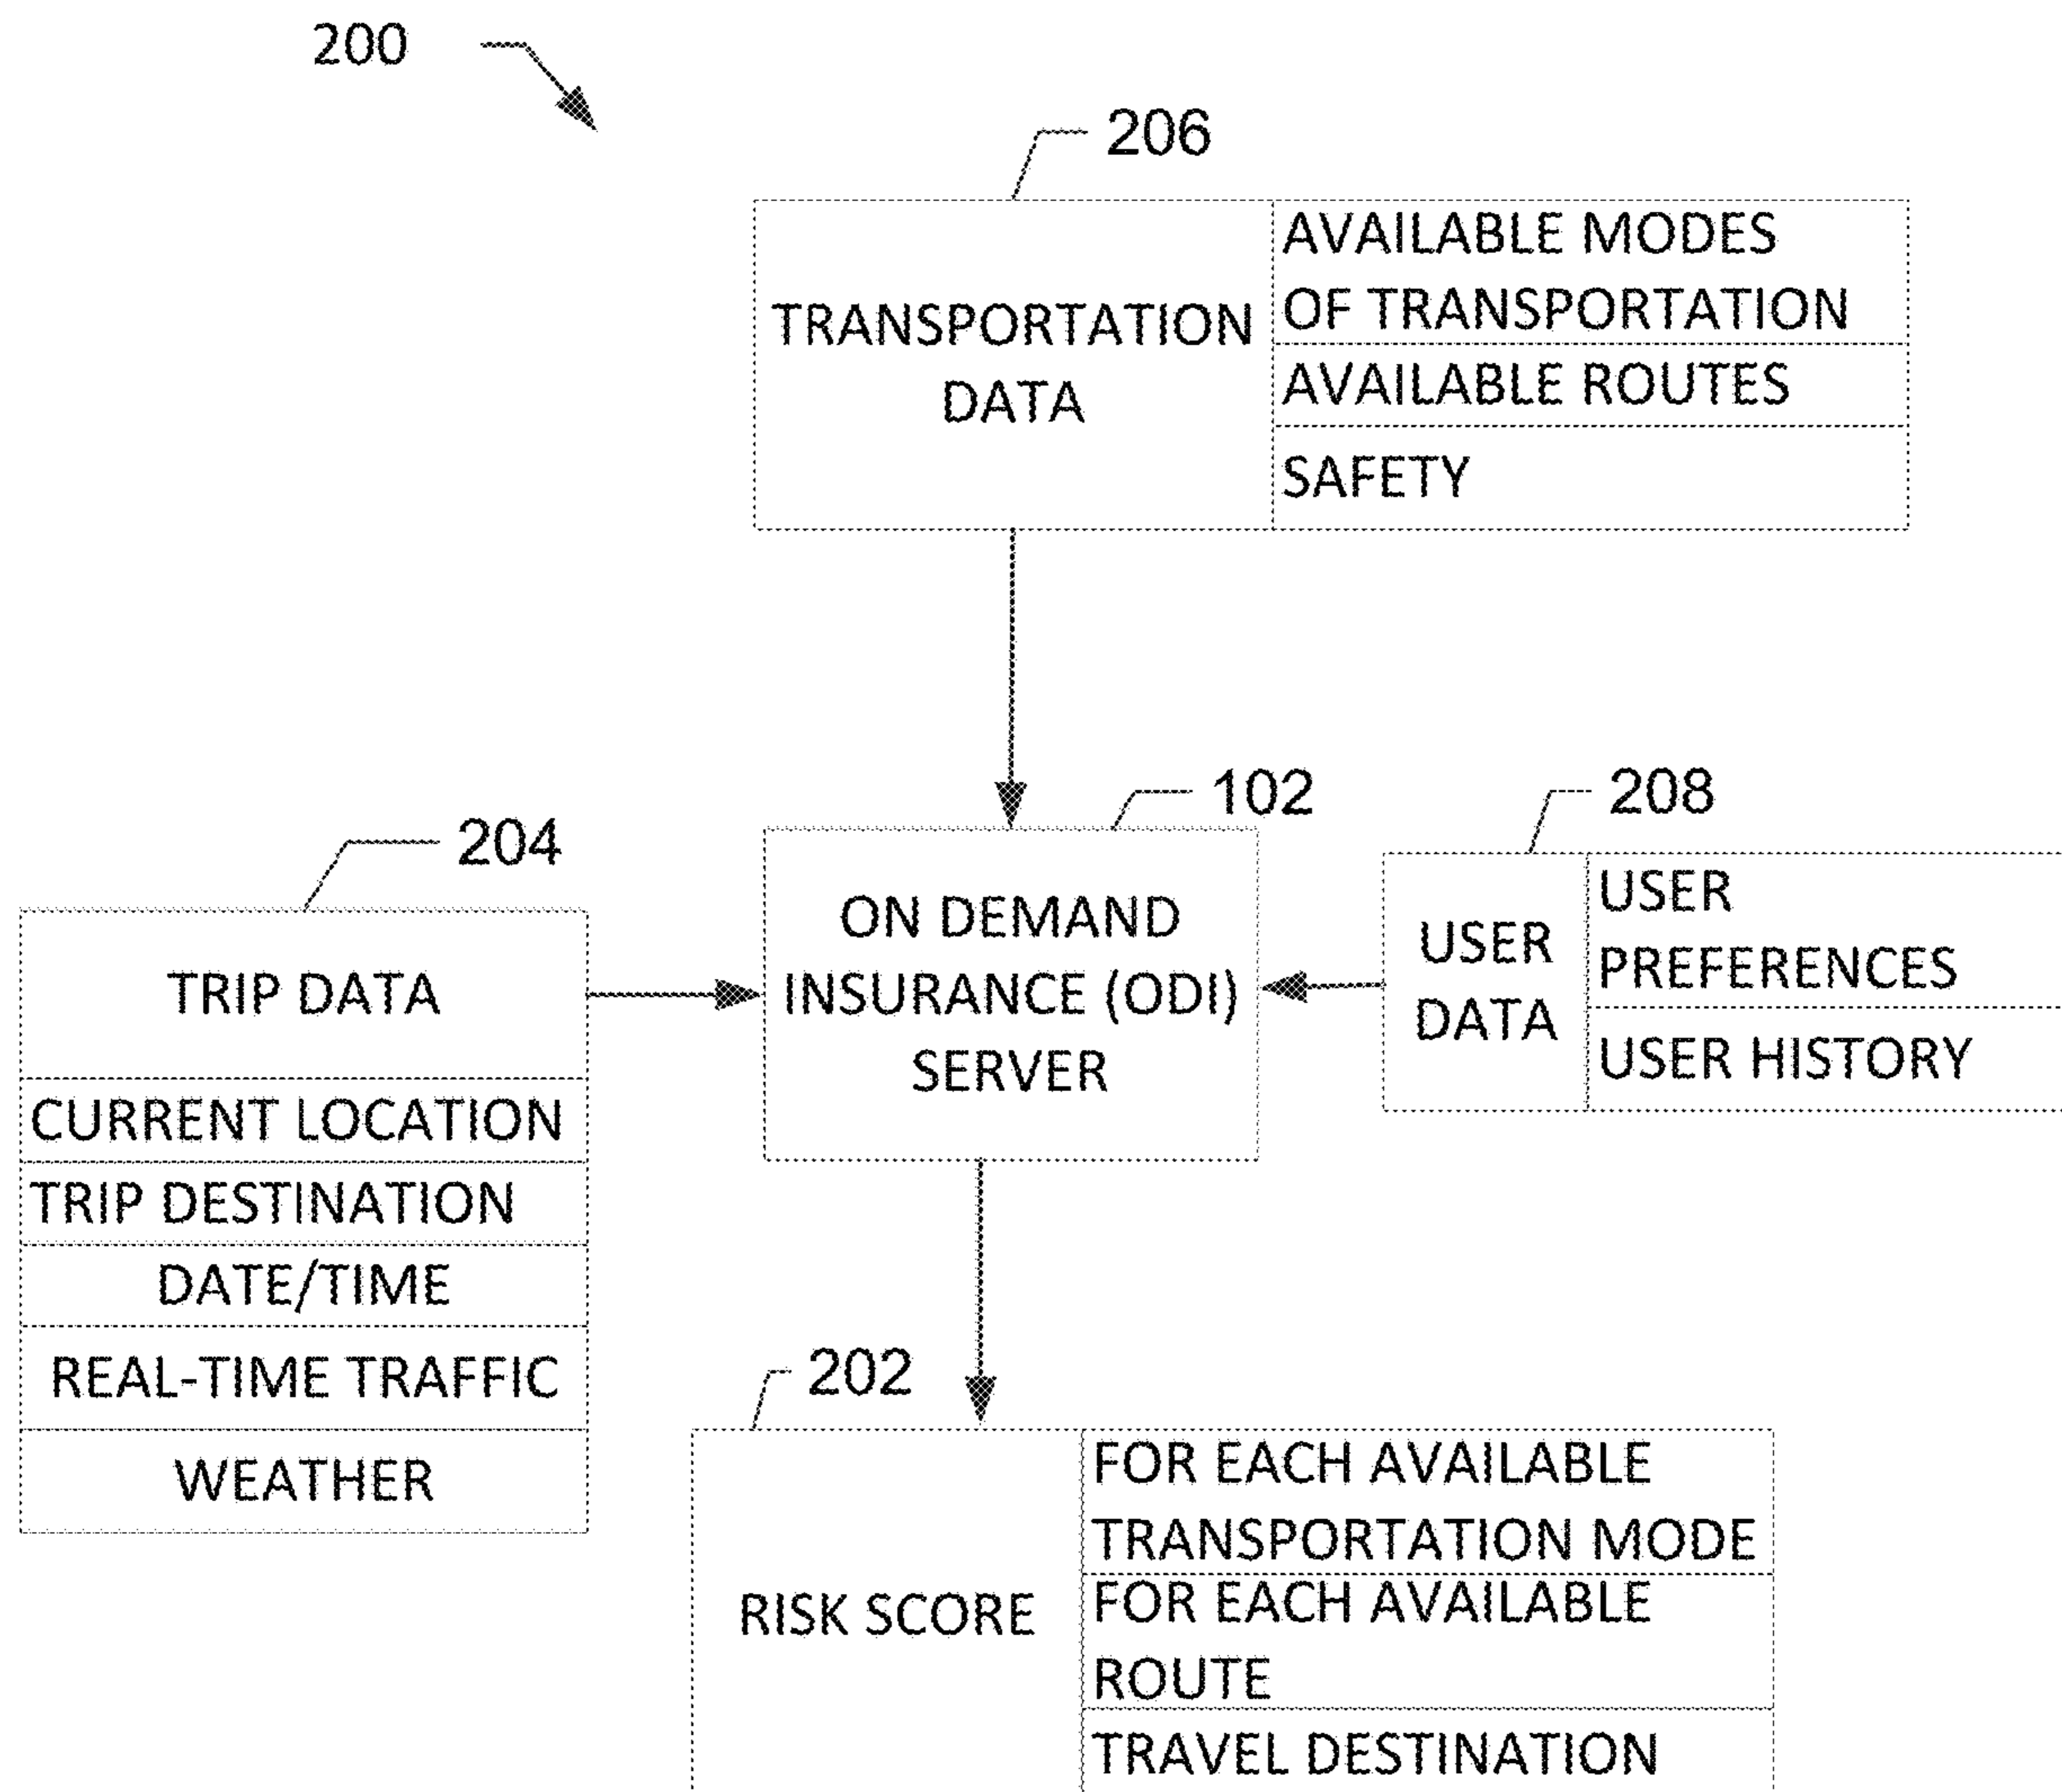 200
206
TRANSPORTATION
DATA
AVAILABLE MODES
OF TRANSPORTATION
AVAILABLE ROUTES
SAFETY
102
208
204
TRIP DATA
CURRENT LOCATION
TRIP DESTINATION
DATE/TIME
REAL-TIME TRAFFIC
WEATHER
ON DEMAND
INSURANCE (ODI)
SERVER
USER
DATA
USER
PREFERENCES
USER HISTORY
202
RISK SCORE
FOR EACH AVAILABLE
TRANSPORTATION MODE
FOR EACH AVAILABLE
ROUTE
TRAVEL DESTINATION